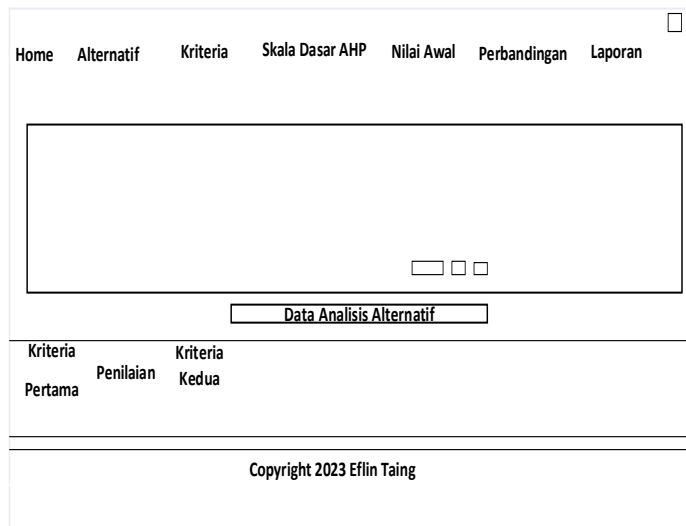 Home Alternatif Kriteria Skala Dasar AHP Nilai Awal Perbandingan Laporan
Data Analisis Alternatif
Kriteria Pertama Penilaian Kriteria Kedua
Copyright 2023 Eflin Taing